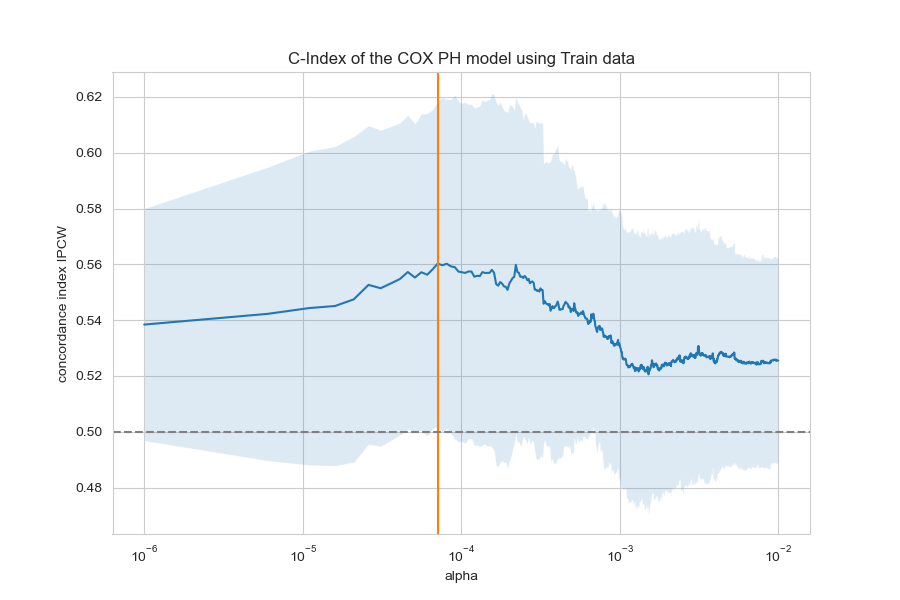 C-Index of the COX PH model using Train data
concordance index IPCW
0.62
0.60
0.58
0.56
0.54
0.52
0.50
0.48
10⁻⁶ 10⁻⁵ 10⁻⁴ 10⁻³ 10⁻²
alpha